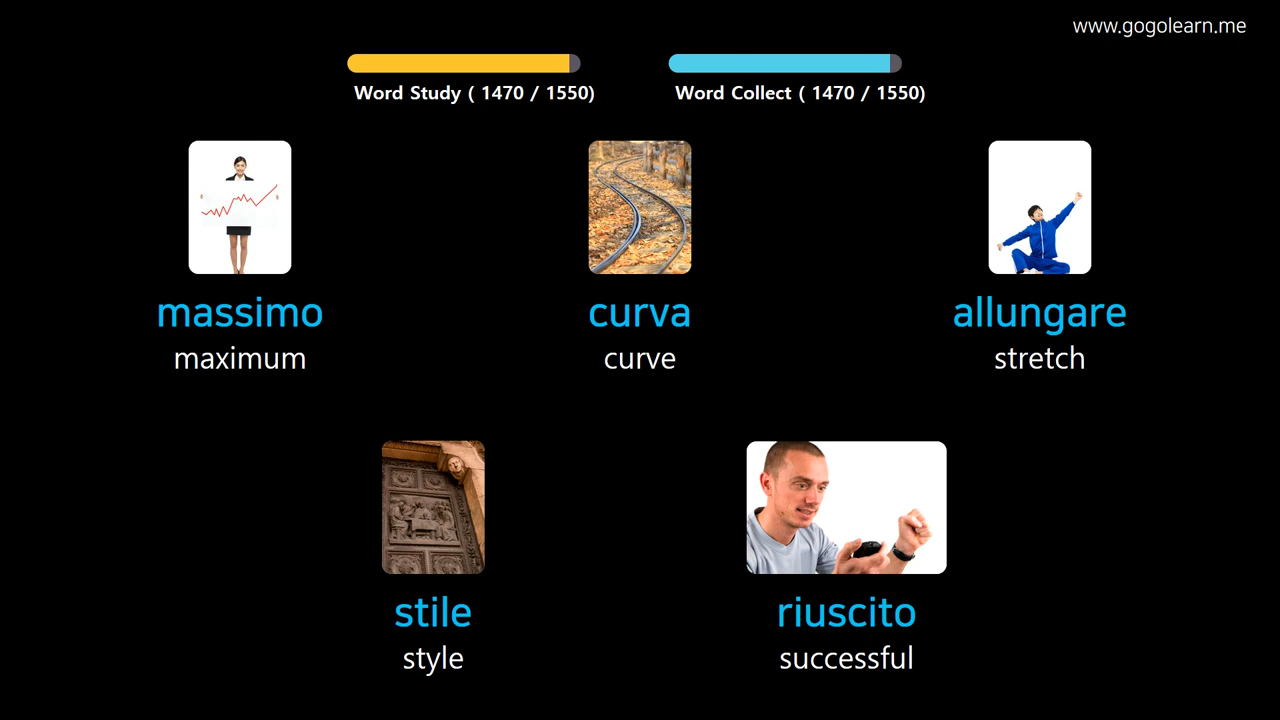 www.gogolearn.me
Word Study ( 1470 / 1550)
Word Collect ( 1470 / 1550)
massimo
maximum
curva
curve
allungare
stretch
stile
style
riuscito
successful